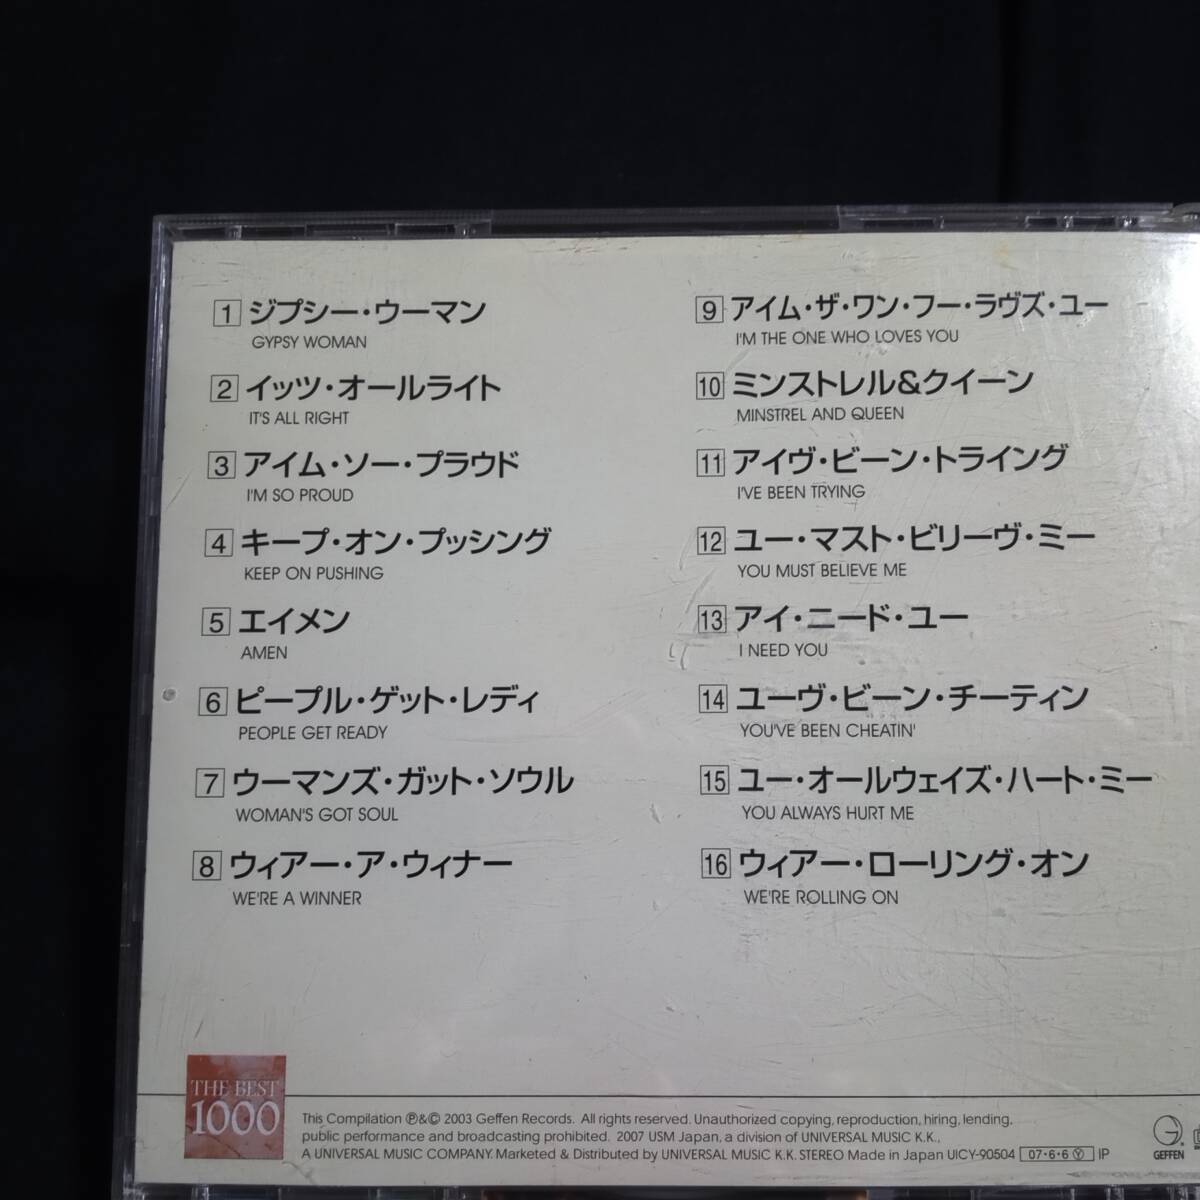 1 ジプシー・ウーマン
GYPSY WOMAN
2 イッツ・オールライト
IT'S ALL RIGHT
3 アイム・ソー・プラウド
I'M SO PROUD
4 キープ・オン・プッシング
KEEP ON PUSHING
5 エイメン
AMEN
6 ピープル・ゲット・レディ
PEOPLE GET READY
7 ウーマンズ・ガット・ソウル
WOMAN'S GOT SOUL
8 ウィアー・ア・ウィナー
WE'RE A WINNER
9 アイム・ザ・ワン・フー・ラヴズ・ユー
I'M THE ONE WHO LOVES YOU
10 ミンストレル&クイーン
MINSTREL AND QUEEN
11 アイヴ・ビーン・トライング
I'VE BEEN TRYING
12 ユー・マスト・ビリーヴ・ミー
YOU MUST BELIEVE ME
13 アイ・ニード・ユー
I NEED YOU
14 ユーヴ・ビーン・チーティン
YOU'VE BEEN CHEATIN'
15 ユー・オールウェイズ・ハート・ミー
YOU ALWAYS HURT ME
16 ウィアー・ローリング・オン
WE'RE ROLLING ON
THE BEST
1000
This Compilation ℗&© 2003 Geffen Records. All rights reserved. Unauthorized copying, reproduction, hiring, lending,
public performance and broadcasting prohibited. 2007 USM Japan, a division of UNIVERSAL MUSIC K.K.,
A UNIVERSAL MUSIC COMPANY. Marketed & Distributed by UNIVERSAL MUSIC K.K. STEREO Made in Japan UICY-90504 07・6・6 Ⓨ IP
GEFFEN